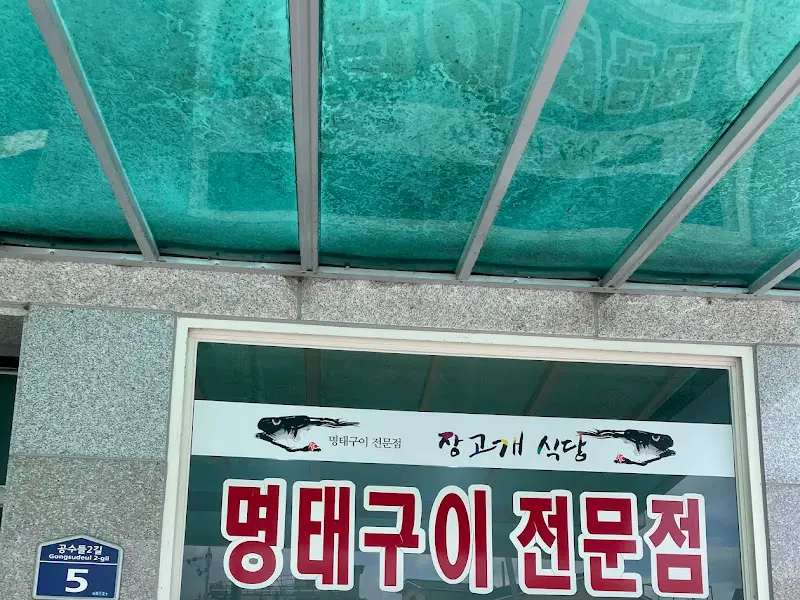 명태구이 전문점
장고개 식당
명태구이 전문점
공수들2길
Gongsudeul 2-gil
5